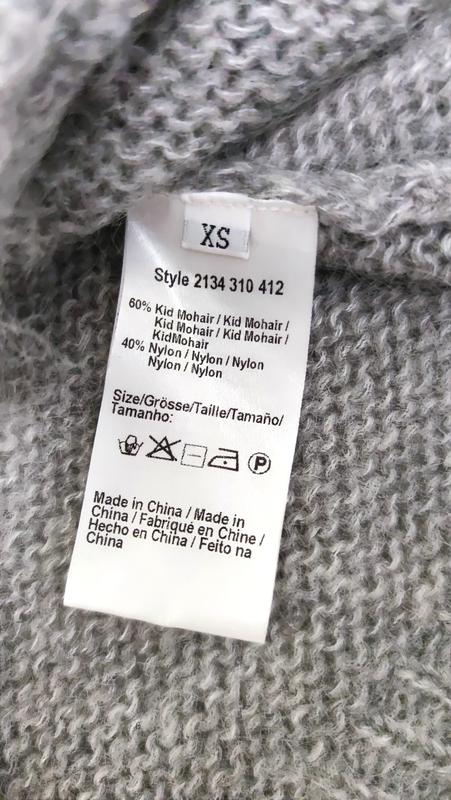 XS
Style 2134 310 412
60% Kid Mohair / Kid Mohair /
Kid Mohair / Kid Mohair /
KidMohair
40% Nylon / Nylon / Nylon
Nylon / Nylon
Size/Grösse/Taille/Tamaño/
Tamanho:
P
Made in China / Made in
China / Fabriqué en Chine /
Hecho en China / Feito na
China